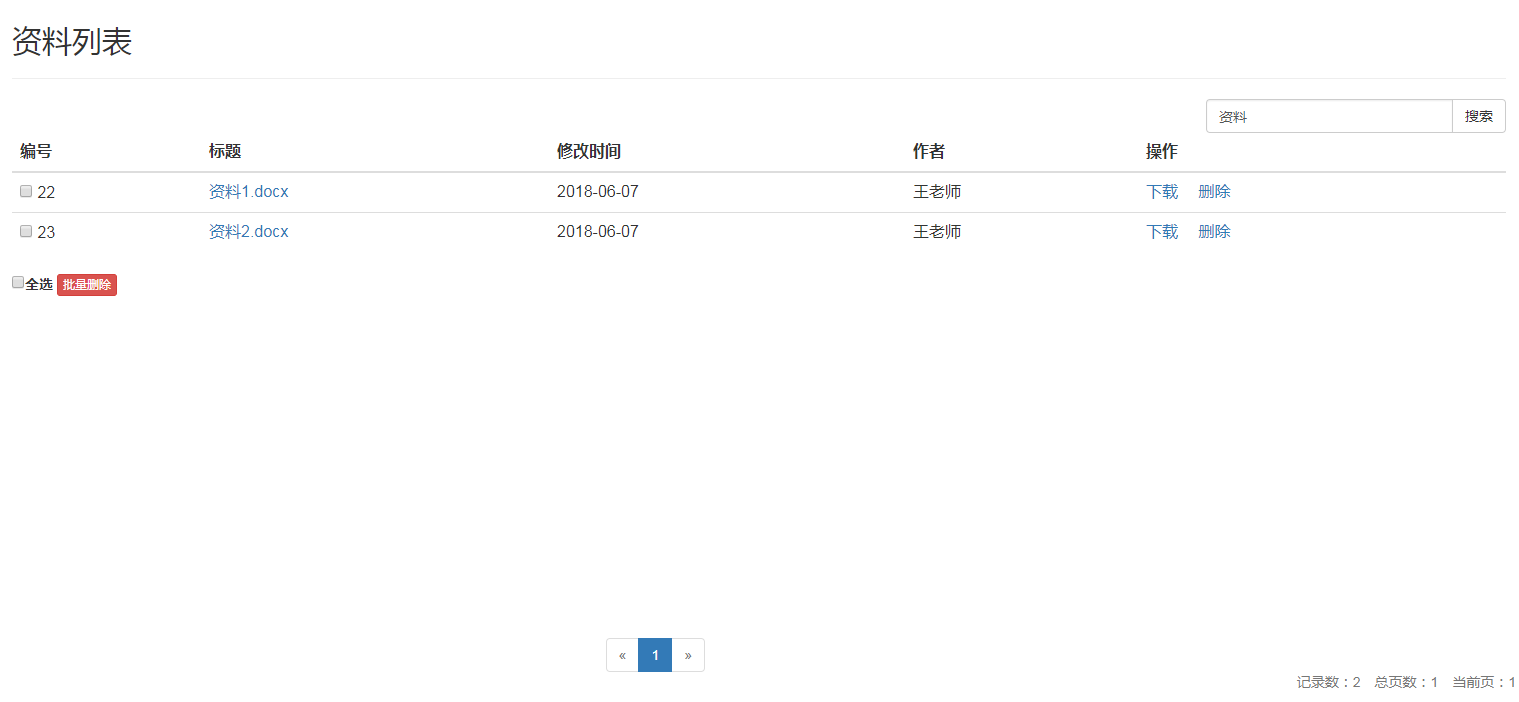 资料列表
资料 搜索
编号 标题 修改时间 作者 操作
22 资料1.docx 2018-06-07 王老师 下载 删除
23 资料2.docx 2018-06-07 王老师 下载 删除
全选 批量删除
« 1 »
记录数：2 总页数：1 当前页：1